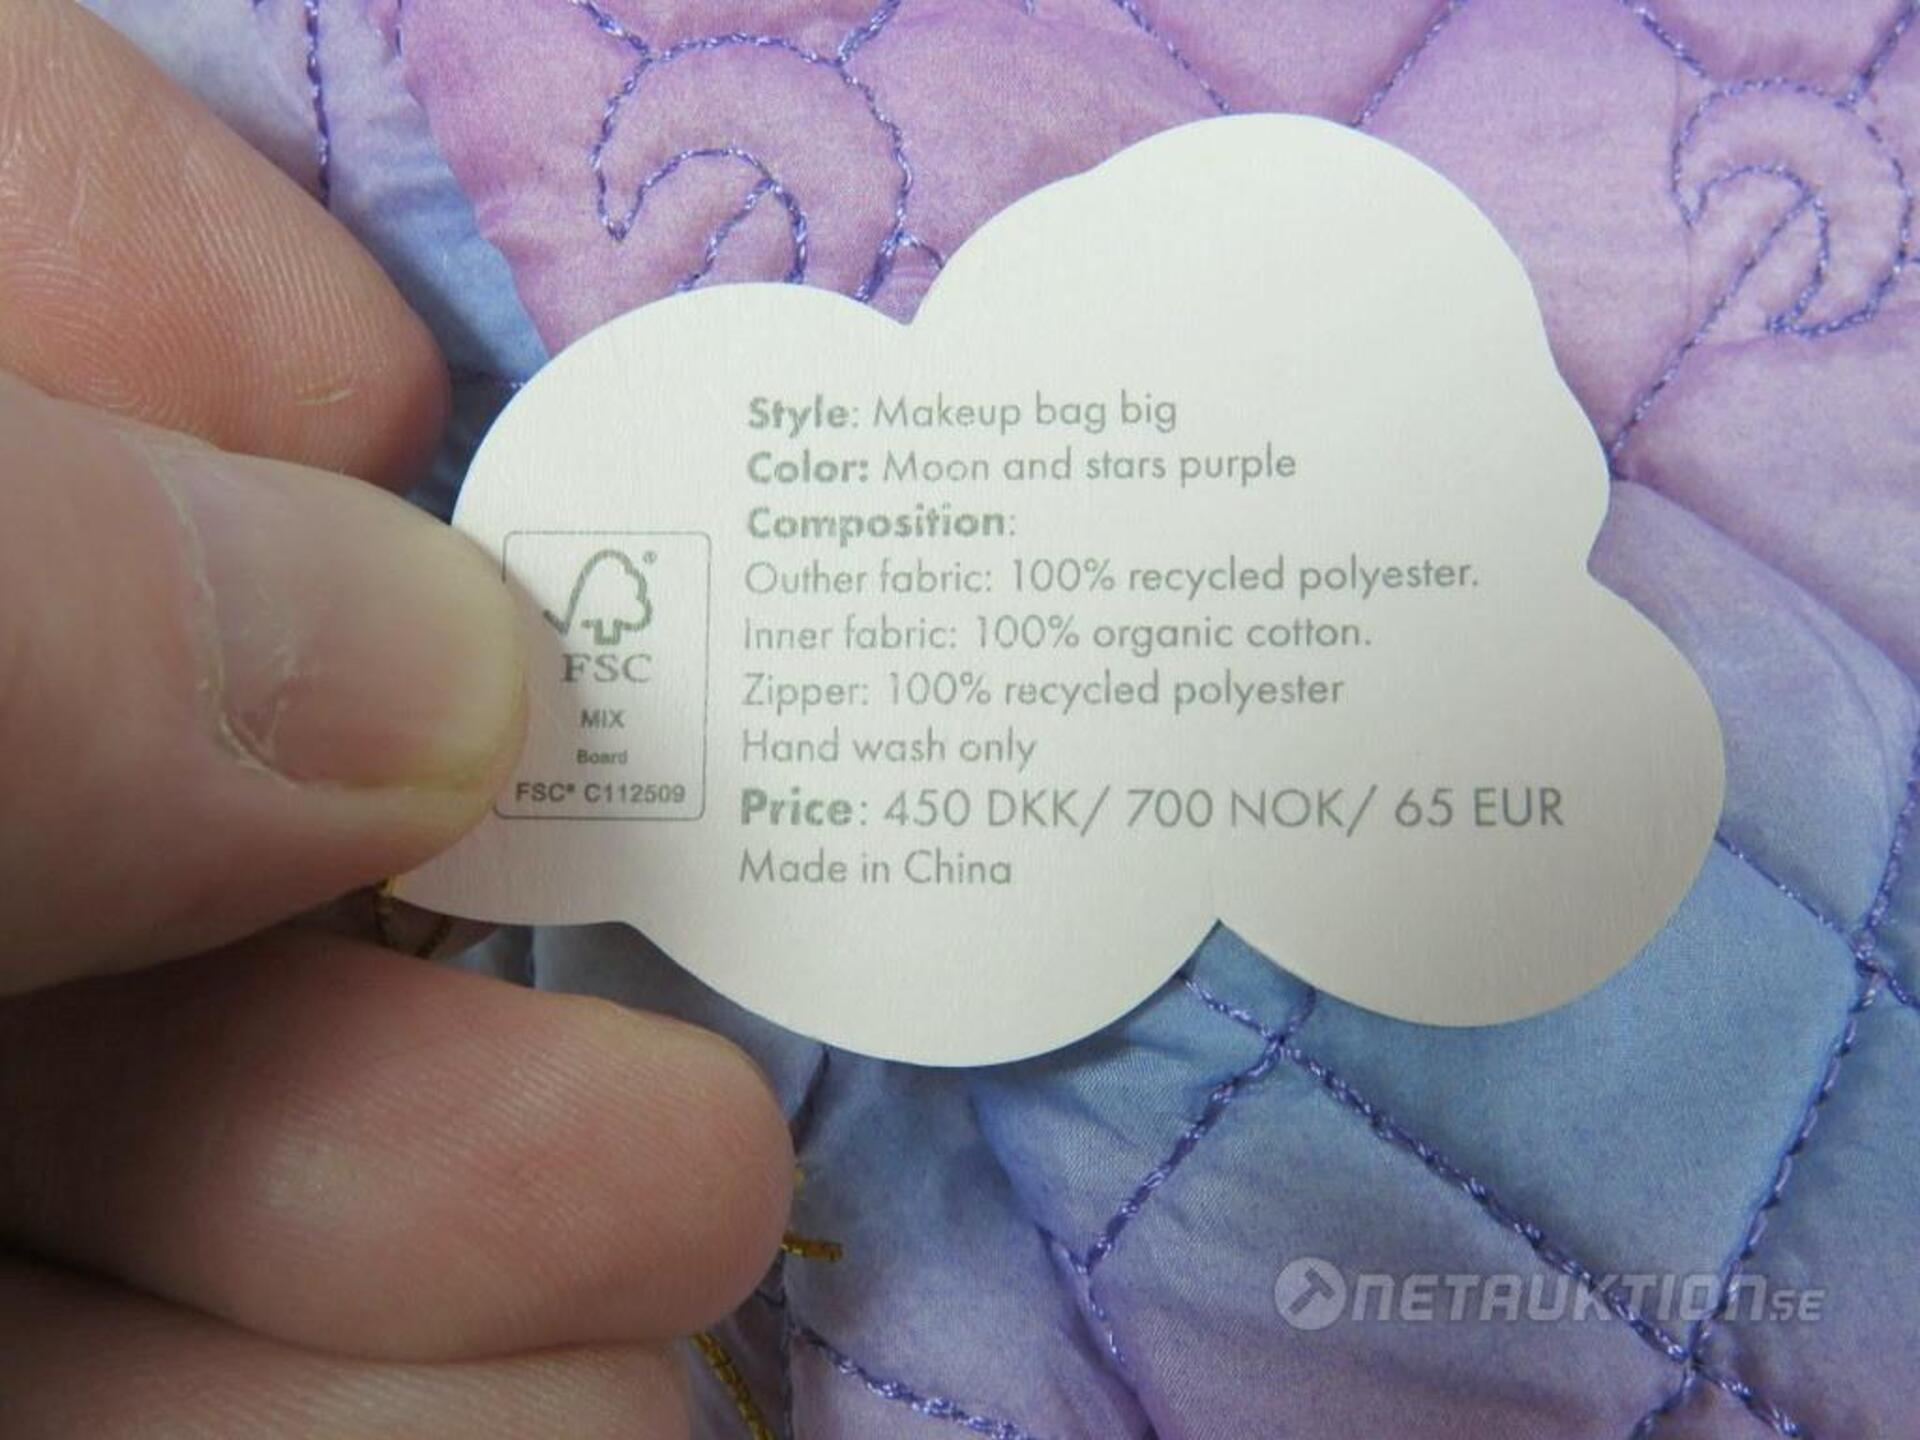 Style: Makeup bag big
Color: Moon and stars purple
Composition:
Outher fabric: 100% recycled polyester.
Inner fabric: 100% organic cotton.
Zipper: 100% recycled polyester
Hand wash only
Price: 450 DKK/ 700 NOK/ 65 EUR
Made in China
®
FSC
MIX
Board
FSC® C112509
NETAUKTION.SE